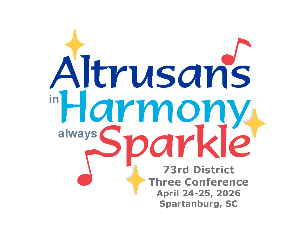 Altrusans
in Harmony
always Sparkle
73rd District
Three Conference
April 24-25, 2026
Spartanburg, SC